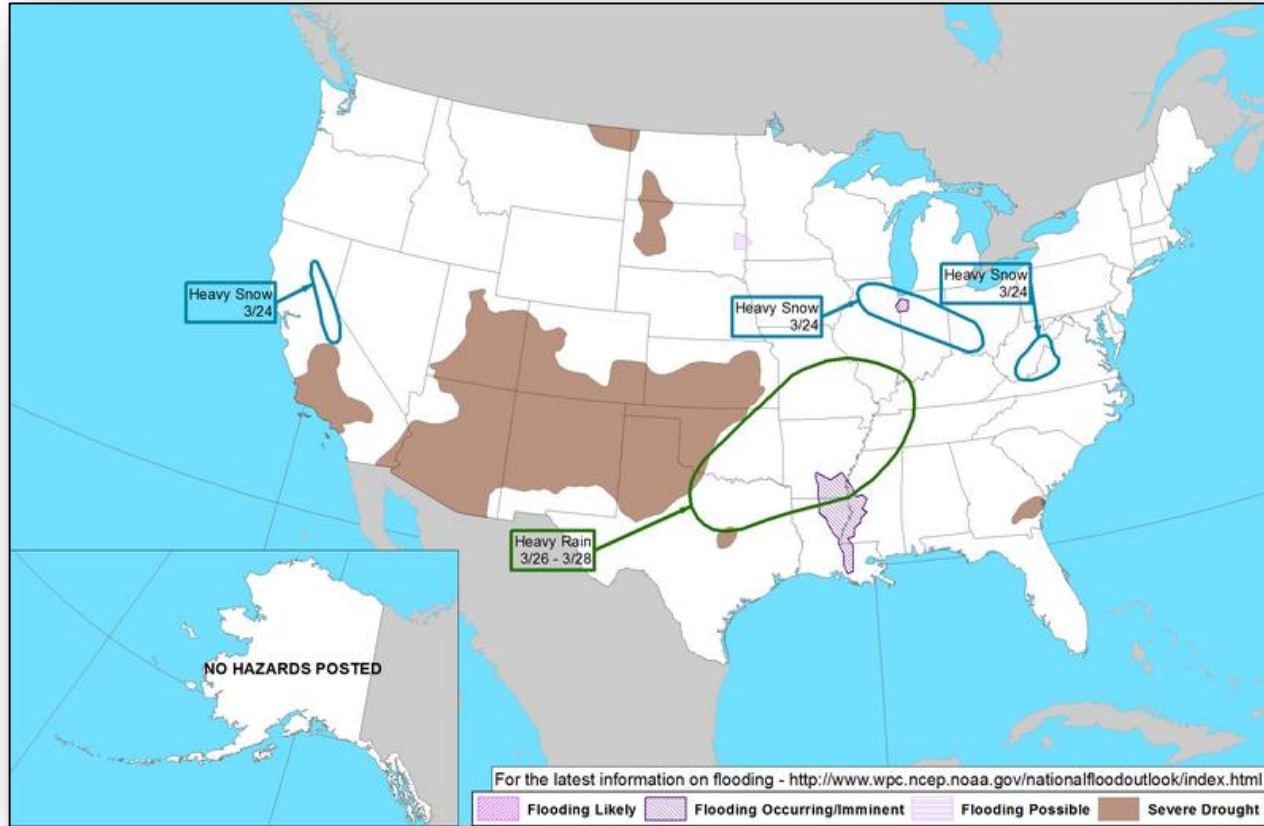 Heavy Snow
3/24
Heavy Snow
3/24
Heavy Snow
3/24
Heavy Rain
3/26 - 3/28
NO HAZARDS POSTED
For the latest information on flooding - http://www.wpc.ncep.noaa.gov/nationalfloodoutlook/index.html
Flooding Likely
Flooding Occurring/Imminent
Flooding Possible
Severe Drought